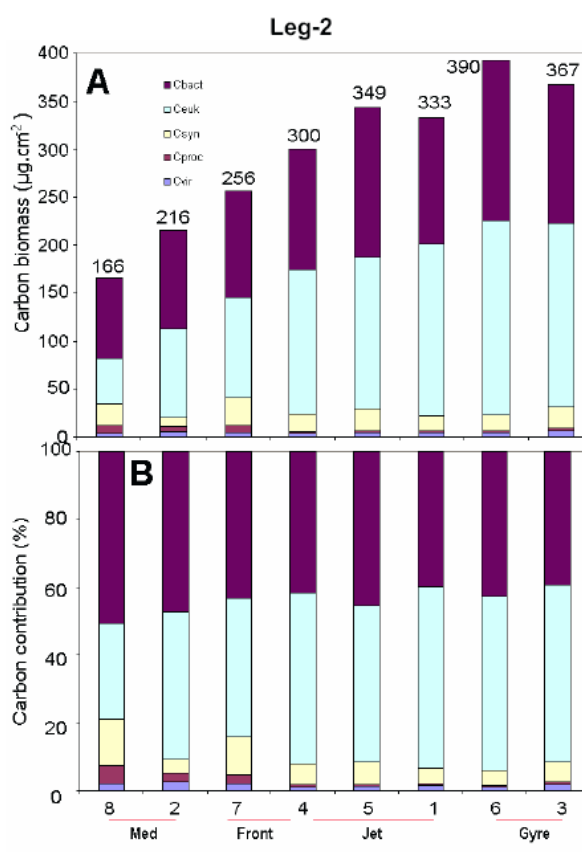 Leg-2
A
Carbon biomass (µg.cm²)
400
350
300
250
200
150
100
50
0
Cbact
Ceuk
Csyn
Cproc
Cvir
166
216
256
300
349
333
390
367
B
Carbon contribution (%)
100
80
60
40
20
0
8 2 7 4 5 1 6 3
Med Front Jet Gyre